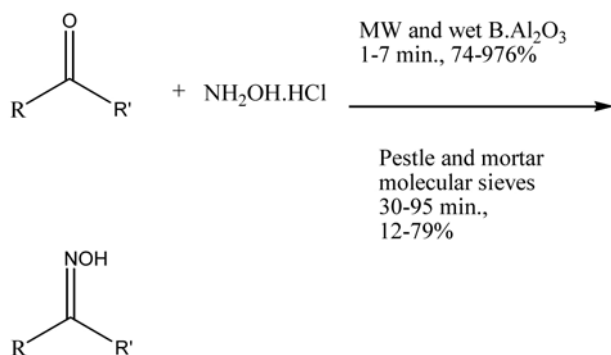 O
R
R'
+ NH₂OH.HCl
MW and wet B.Al₂O₃
1-7 min., 74-976%
Pestle and mortar
molecular sieves
30-95 min.,
12-79%
NOH
R
R'